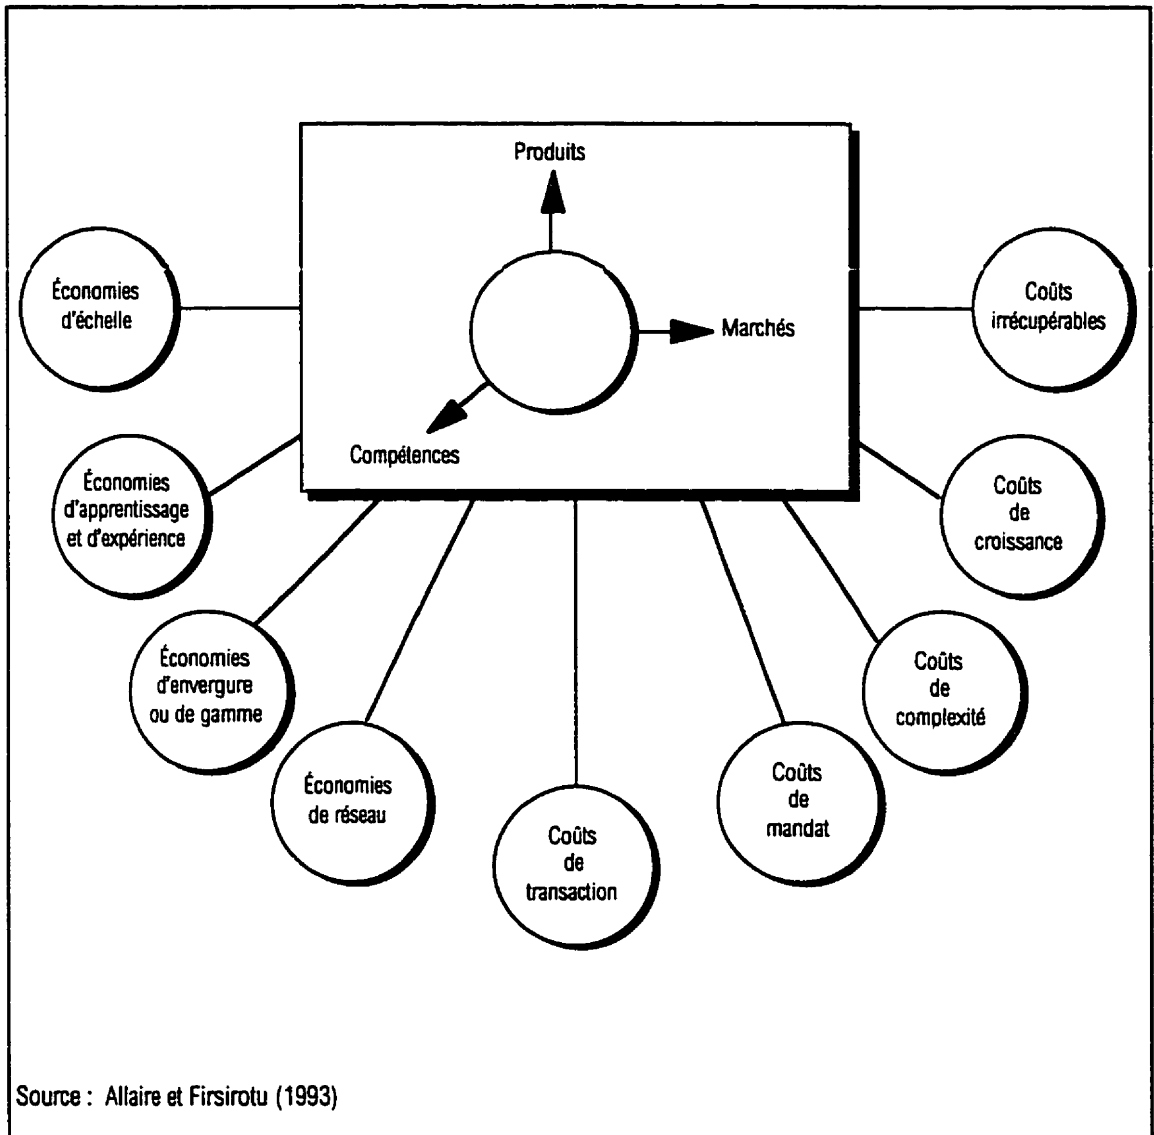 Produits
Marchés
Compétences
Économies
d'échelle
Économies
d'apprentissage
et d'expérience
Économies
d'envergure
ou de gamme
Économies
de réseau
Coûts
de
transaction
Coûts
de
mandat
Coûts
de
complexité
Coûts
de
croissance
Coûts
irrécupérables
Source : Allaire et Firsirotu (1993)